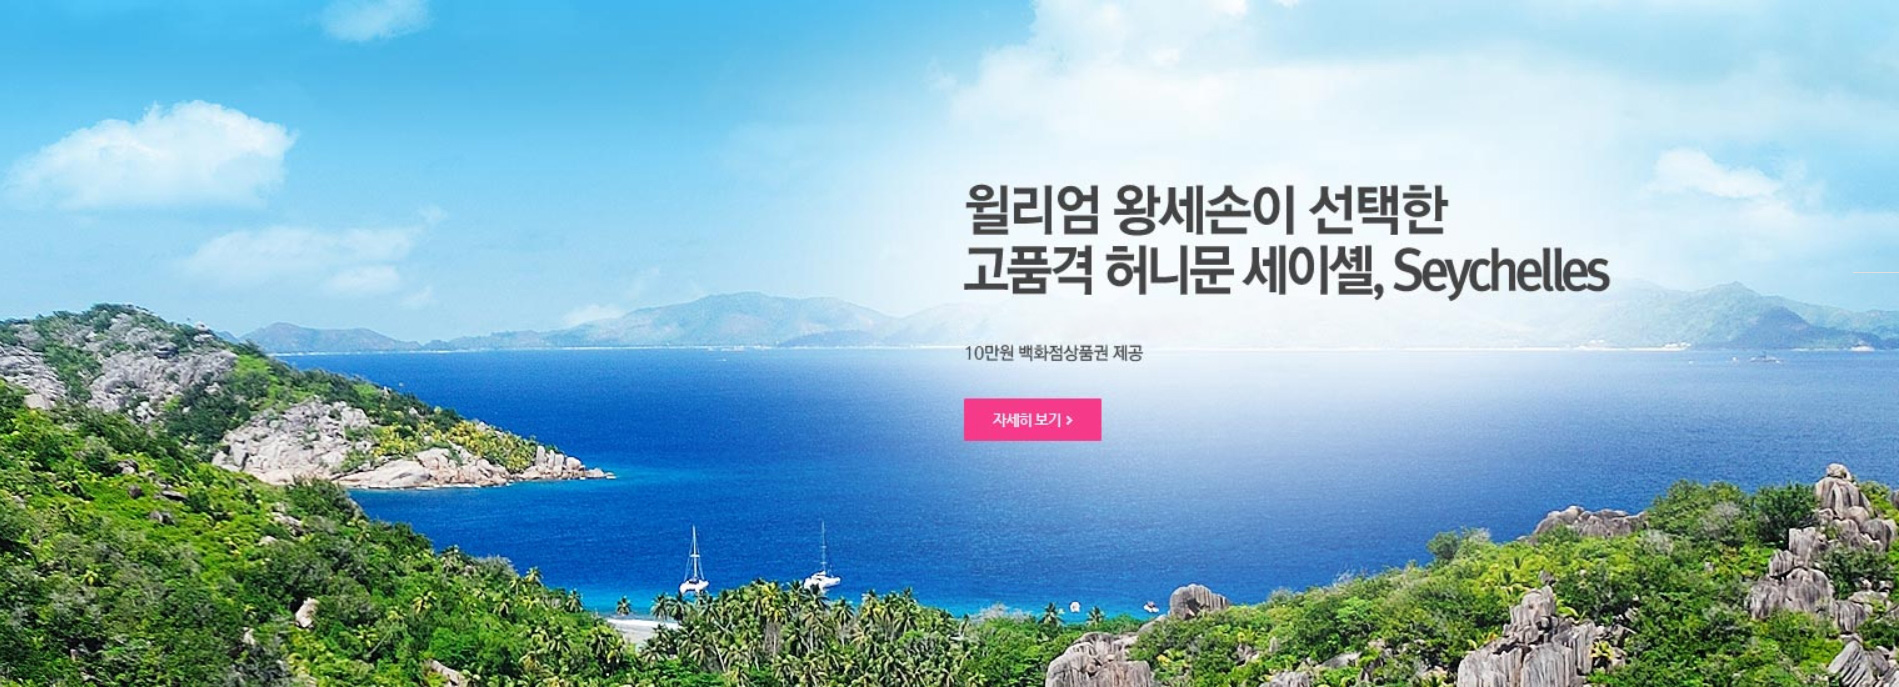 윌리엄 왕세손이 선택한
고품격 허니문 세이셸, Seychelles
10만원 백화점상품권 제공
자세히 보기 >